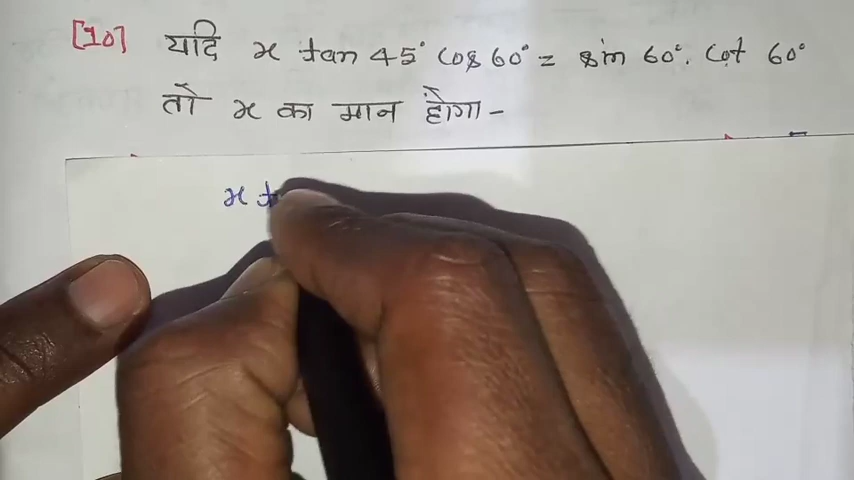 [10] यदि x tan 45° cos 60° = sin 60°. Cot 60°
तो x का मान होंगा -
x t